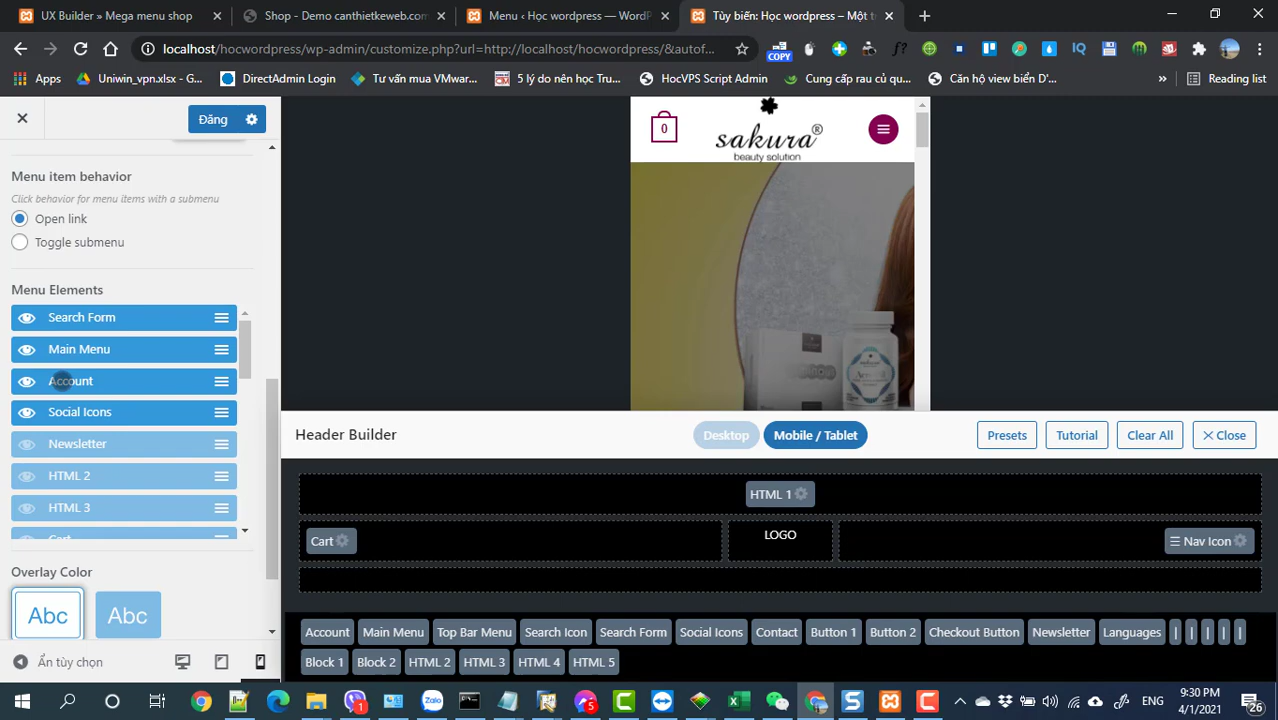 UX Builder » Mega menu shop
Shop - Demo canthietkeweb.com
Menu ‹ Học wordpress — WordP
Tùy biến: Học wordpress – Một tr
localhost/hocwordpress/wp-admin/customize.php?url=http://localhost/hocwordpress/&autof...
COPY
f?
IQ
Apps
Uniwin_vpn.xlsx - G...
DirectAdmin Login
Tư vấn mua VMwar...
5 lý do nên học Tru...
HocVPS Script Admin
Cung cấp rau củ qu...
Căn hộ view biển D'...
»
Reading list
Đăng
Menu item behavior
Click behavior for menu items with a submenu
Open link
Toggle submenu
Menu Elements
Search Form
Main Menu
Account
Social Icons
Newsletter
HTML 2
HTML 3
Cart
Overlay Color
Abc
Abc
Ẩn tùy chọn
0
sakura®
beauty solution
Header Builder
Desktop
Mobile / Tablet
Presets
Tutorial
Clear All
Close
HTML 1
Cart
LOGO
Nav Icon
Account
Main Menu
Top Bar Menu
Search Icon
Search Form
Social Icons
Contact
Button 1
Button 2
Checkout Button
Newsletter
Languages
|
|
|
|
|
Block 1
Block 2
HTML 2
HTML 3
HTML 4
HTML 5
1
Zalo
5
ENG
9:30 PM
4/1/2021
26